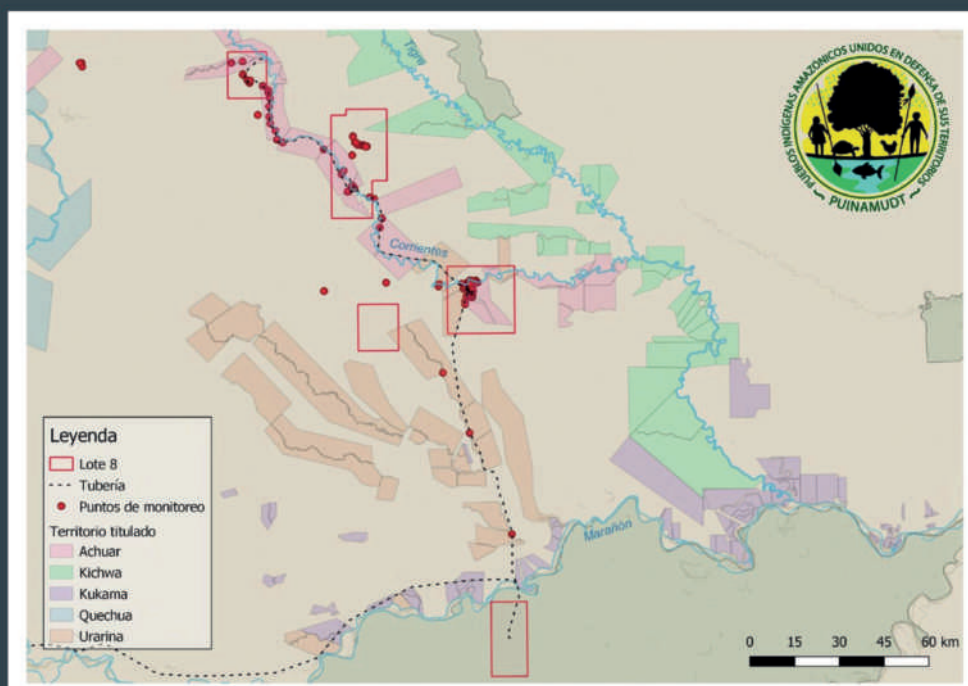 Tigre
Corrientes
Marañón
PUEBLOS INDÍGENAS AMAZÓNICOS UNIDOS EN DEFENSA DE SUS TERRITORIOS
~ PUINAMUDT ~
Leyenda
Lote 8
Tubería
Puntos de monitoreo
Territorio titulado
Achuar
Kichwa
Kukama
Quechua
Urarina
0 15 30 45 60 km